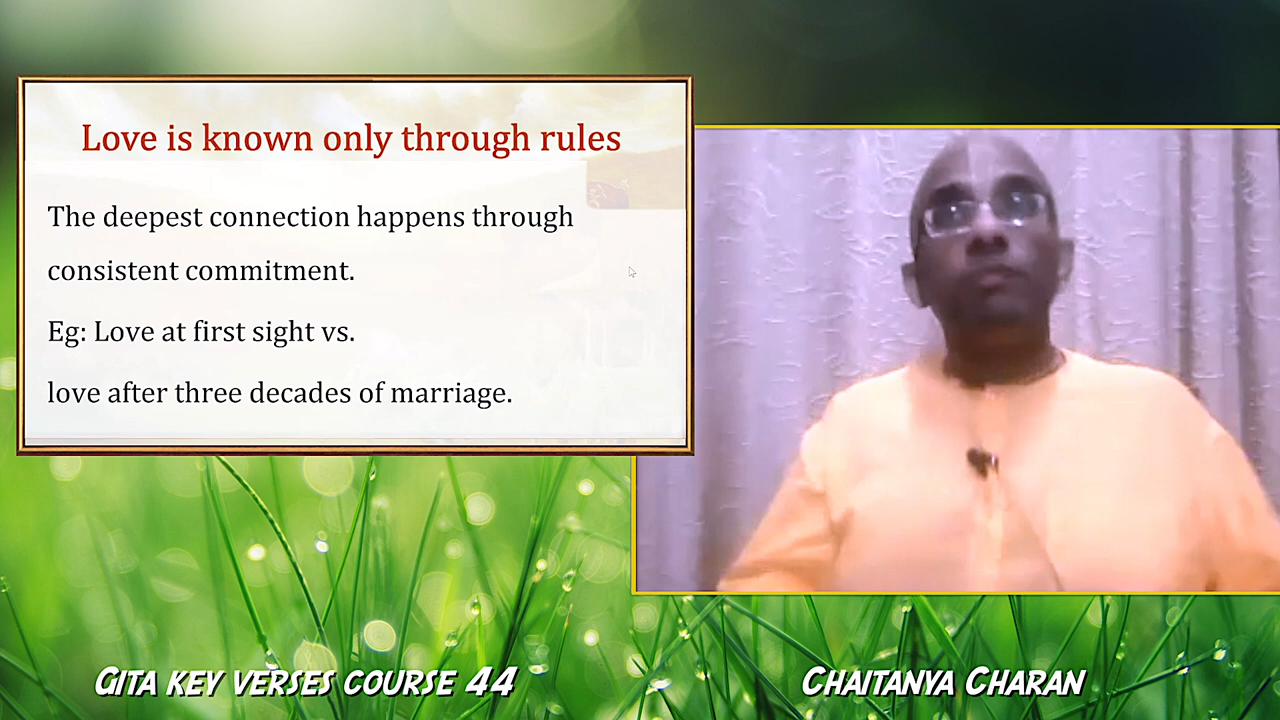 Love is known only through rules
The deepest connection happens through
consistent commitment.
Eg: Love at first sight vs.
love after three decades of marriage.
Gita key verses course 44
Chaitanya Charan